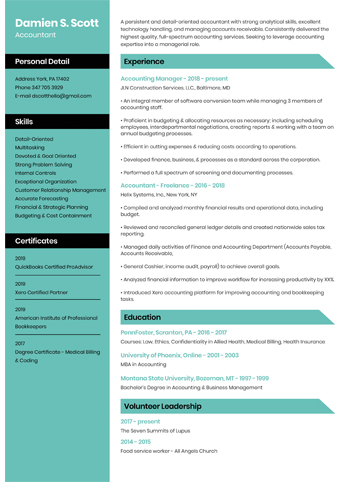 Damien S. Scott
Accountant
Personal Detail
Address York, PA 17402
Phone 347 705 3929
E-mail dscotthello@gmail.com
Skills
Detail-Oriented
Multitasking
Devoted & Goal Oriented
Strong Problem Solving
Internal Controls
Exceptional Organization
Customer Relationship Management
Accurate Forecasting
Financial & Strategic Planning
Budgeting & Cost Containment
Certificates
2019
QuickBooks Certified ProAdvisor
2019
Xero Certified Partner
2019
American Institute of Professional
Bookkeepers
2017
Degree Certificate - Medical Billing
& Coding
A persistent and detail-oriented accountant with strong analytical skills, excellent
technology handling, and managing accounts receivable. Consistently delivered the
highest quality, full-spectrum accounting services. Seeking to leverage accounting
expertise into a managerial role.
Experience
Accounting Manager - 2018 - present
JLN Construction Services, LLC., Baltimore, MD
• An integral member of software conversion team while managing 3 members of
accounting staff.
• Proficient in budgeting & allocating resources as necessary; including scheduling
employees, interdepartmental negotiations, creating reports & working with a team on
annual budgeting processes.
• Efficient in cutting expenses & reducing costs according to operations.
• Developed finance, business, & processes as a standard across the corporation.
• Performed a full spectrum of screening and documenting processes.
Accountant - Freelance - 2016 - 2018
Helix Systems, Inc., New York, NY
• Compiled and analyzed monthly financial results and operational data, including
budget.
• Reviewed and reconciled general ledger details and created nationwide sales tax
reporting.
• Managed daily activities of Finance and Accounting Department (Accounts Payable,
Accounts Receivable,
• General Cashier, income audit, payroll) to achieve overall goals.
• Analyzed financial information to improve workflow for increasing productivity by XX%.
• Introduced Xero accounting platform for improving accounting and bookkeeping
tasks.
Education
PennFoster, Scranton, PA - 2016 - 2017
Courses: Law, Ethics, Confidentiality in Allied Health, Medical Billing, Health Insurance
University of Phoenix, Online - 2001 - 2003
MBA in Accounting
Montana State University, Bozeman, MT - 1997 - 1999
Bachelor's Degree in Accounting & Business Management
Volunteer Leadership
2017 - present
The Seven Summits of Lupus
2014 - 2015
Food service worker - All Angels Church